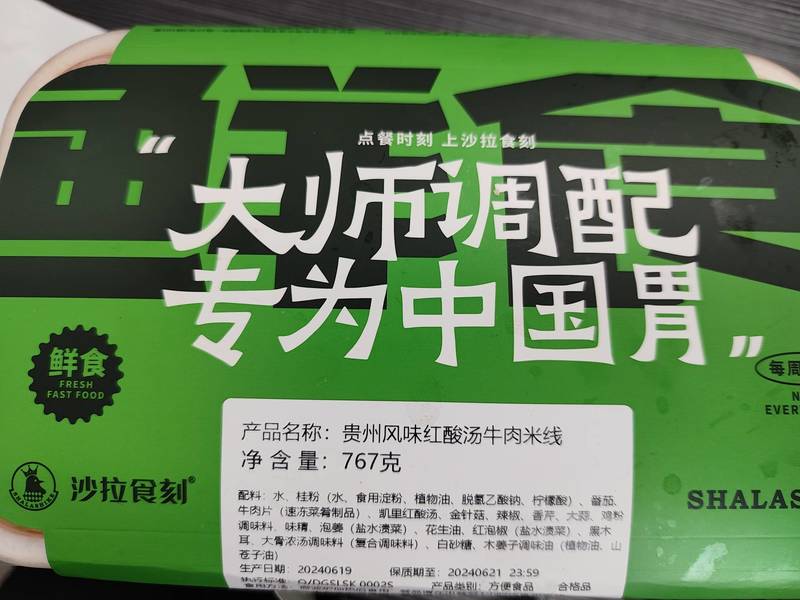 鲜食
点餐时刻 上沙拉食刻
“大师调配
专为中国胃”
鲜食
FRESH
FAST FOOD
每周
N
EVER
沙拉食刻®
SHALAS
产品名称：贵州风味红酸汤牛肉米线
净含量：767克
配料：水、桂粉（水、食用淀粉、植物油、脱氢乙酸钠、柠檬酸）、番茄、
牛肉片（速冻菜肴制品）、凯里红酸汤、金针菇、辣椒、香芹、大蒜、鸡粉
调味料、味精、泡姜（盐水渍菜）、花生油、红泡椒（盐水渍菜）、黑木
耳、大骨浓汤调味料（复合调味料）、白砂糖、木姜子调味油（植物油、山
苍子油）
生产日期：20240619 保质期至：20240621 23:59
执行标准：Q/DGSLSK 0002S 产品类别：方便食品 合格品